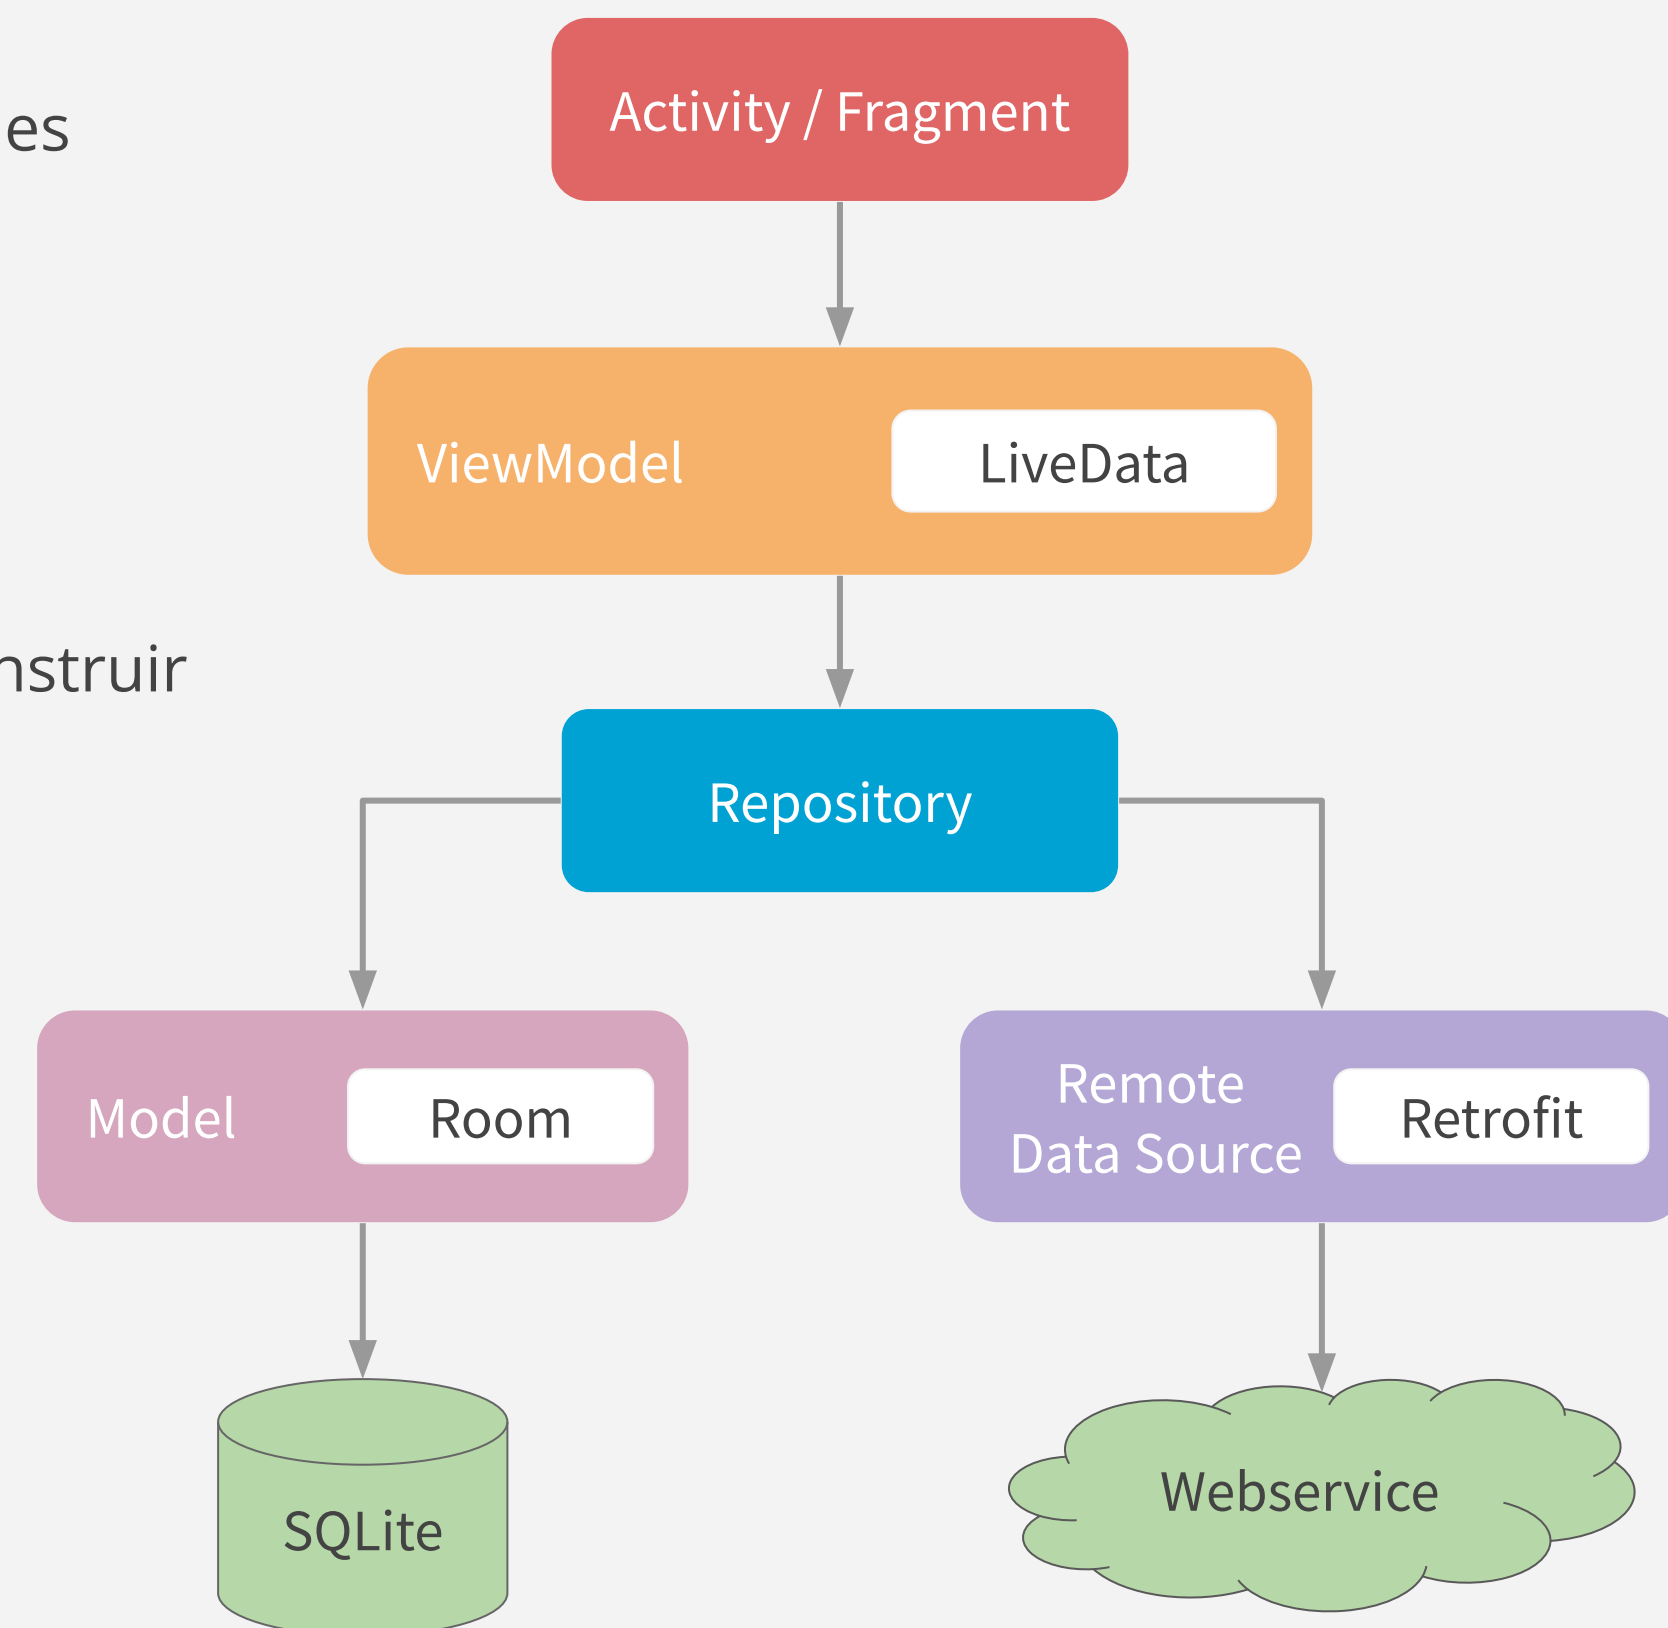 Activity / Fragment
es
ViewModel
LiveData
nstruir
Repository
Model
Room
Remote
Data Source
Retrofit
SQLite
Webservice